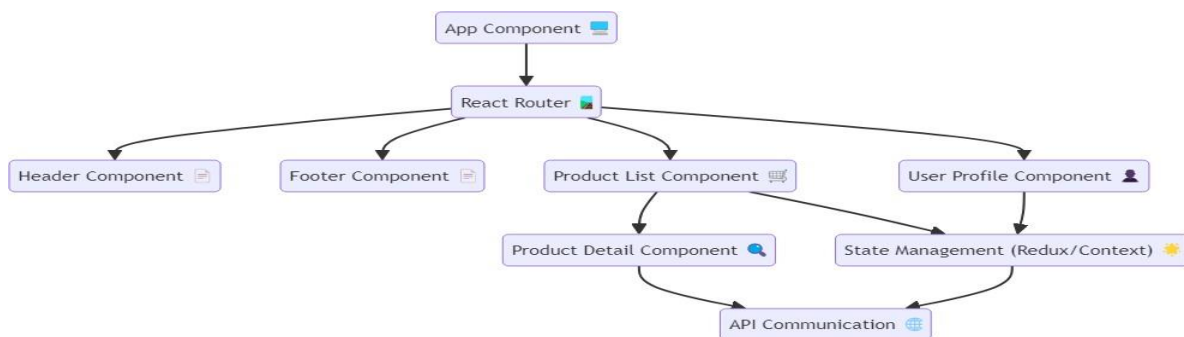 App Component
React Router
Header Component
Footer Component
Product List Component
User Profile Component
Product Detail Component
State Management (Redux/Context)
API Communication